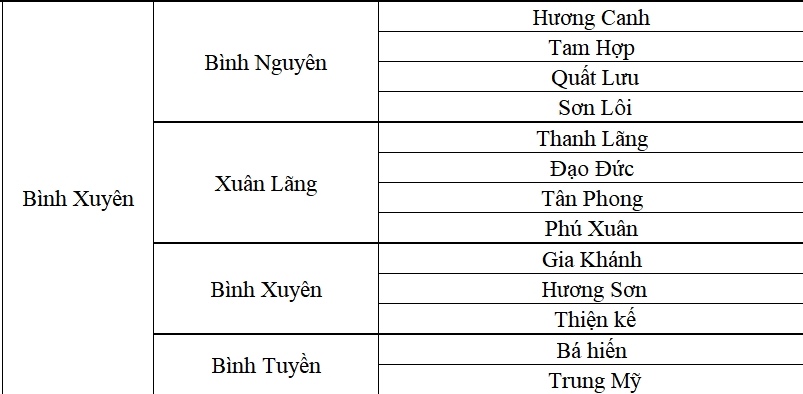 Hương Canh
Tam Hợp
Bình Nguyên
Quất Lưu
Sơn Lôi
Thanh Lãng
Đạo Đức
Xuân Lãng
Bình Xuyên
Tân Phong
Phú Xuân
Gia Khánh
Bình Xuyên
Hương Sơn
Thiện kế
Bá hiến
Bình Tuyền
Trung Mỹ